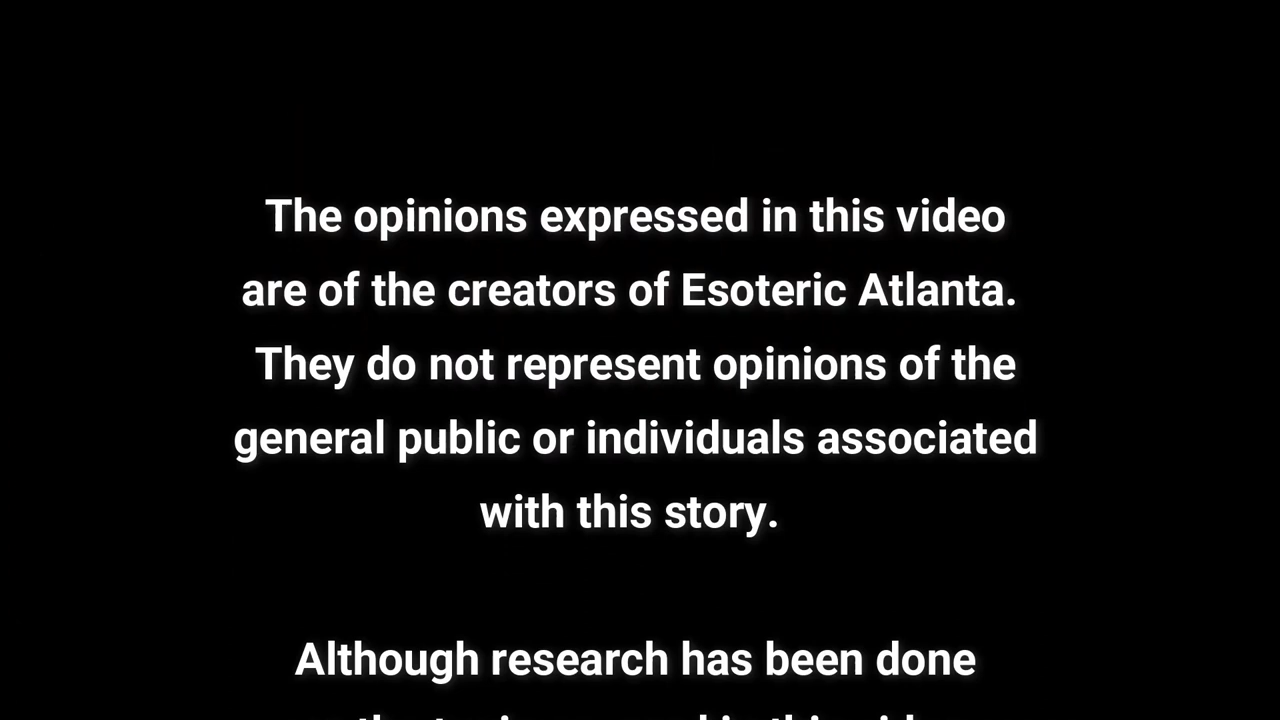 The opinions expressed in this video
are of the creators of Esoteric Atlanta.
They do not represent opinions of the
general public or individuals associated
with this story.
Although research has been done